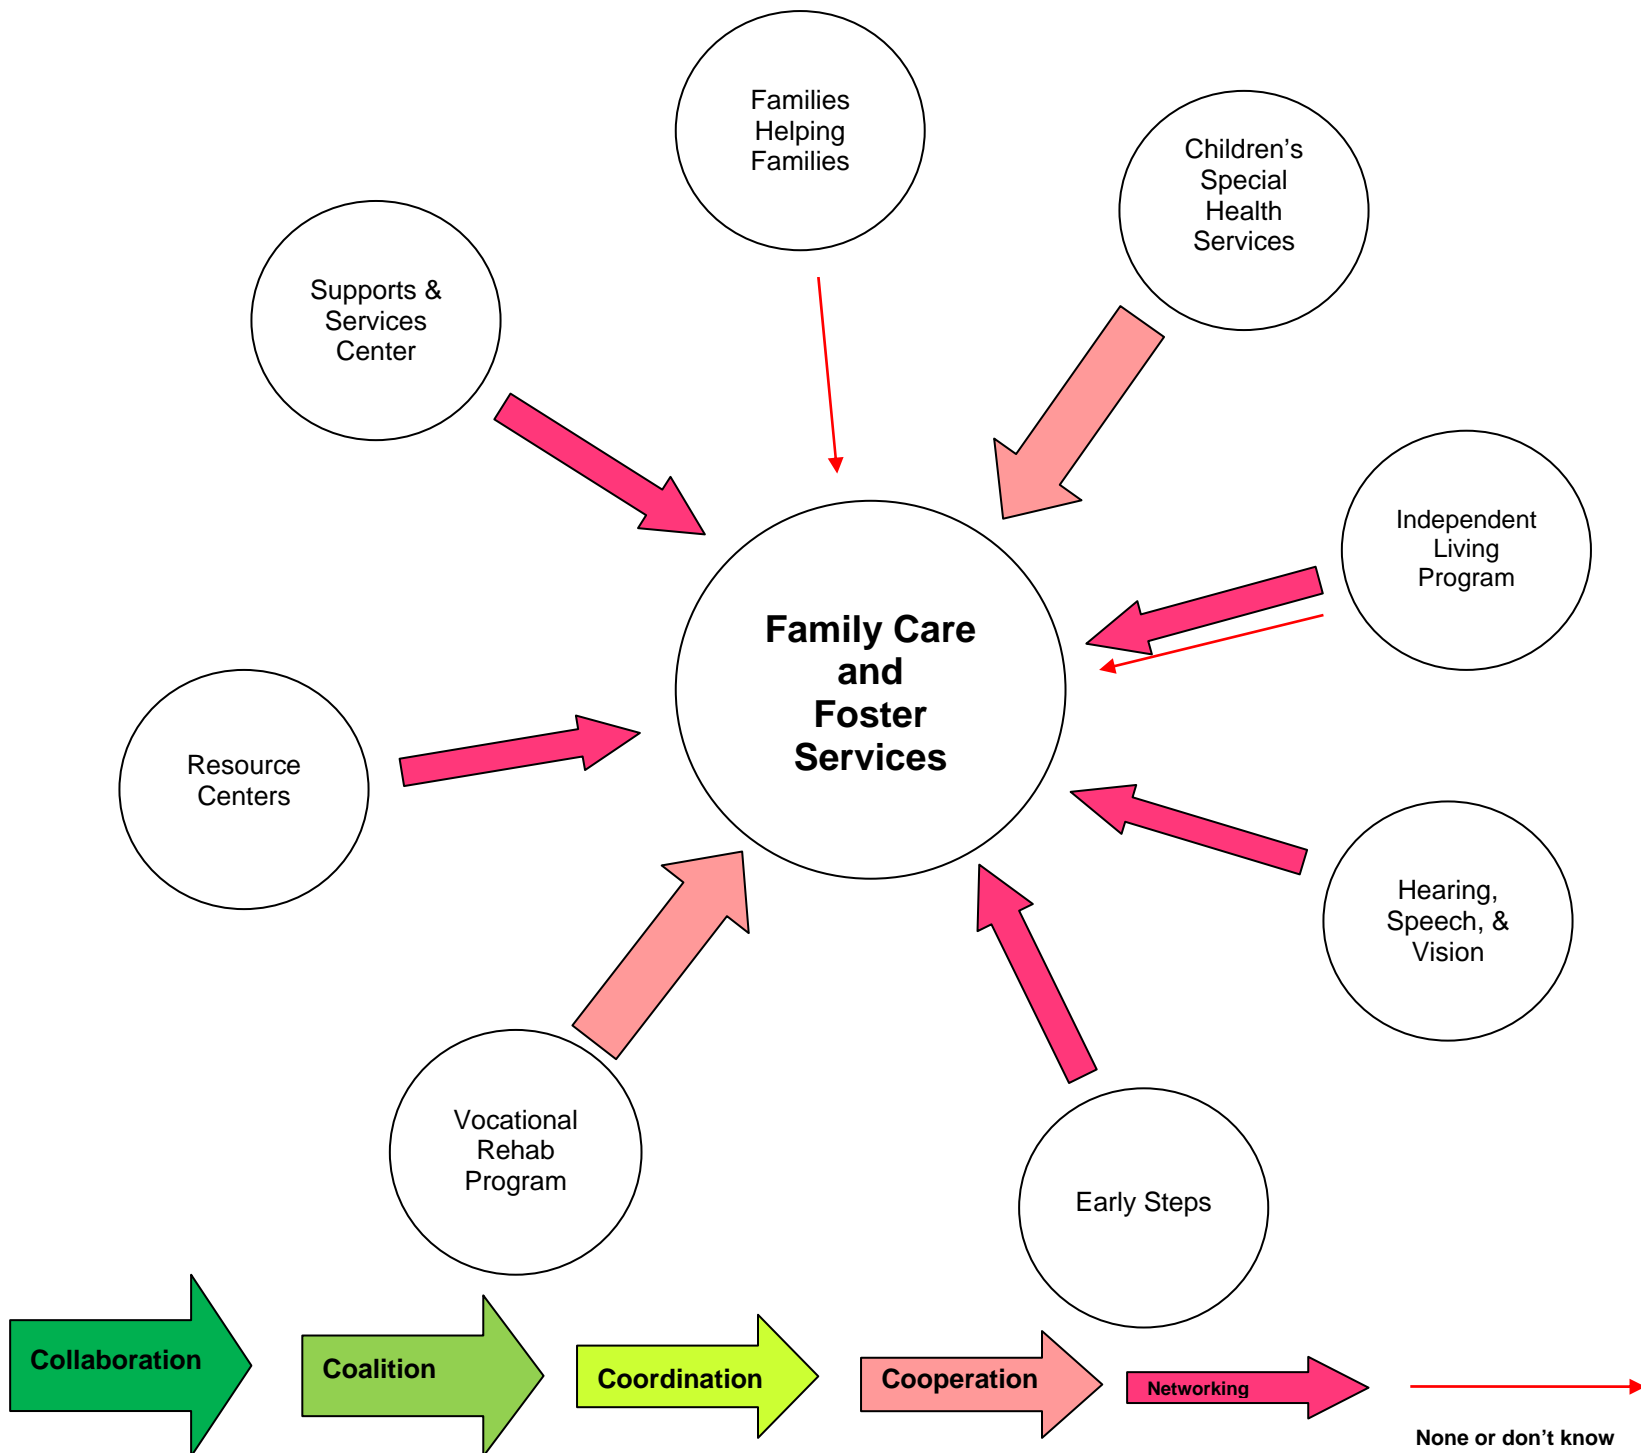 Families
Helping
Families
Children’s
Special
Health
Services
Supports &
Services
Center
Independent
Living
Program
Family Care
and
Foster
Services
Resource
Centers
Hearing,
Speech, &
Vision
Vocational
Rehab
Program
Early Steps
Collaboration
Coalition
Coordination
Cooperation
Networking
None or don’t know